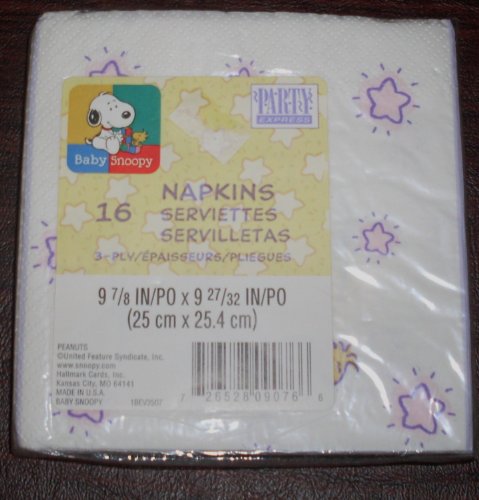 Baby Snoopy
PARTY
EXPRESS
16
NAPKINS
SERVIETTES
SERVILLETAS
3-PLY/ÉPAISSEURS/PLIEGUES
9 7/8 IN/PO x 9 27/32 IN/PO
(25 cm x 25.4 cm)
PEANUTS
©United Feature Syndicate, Inc.
www.snoopy.com
Hallmark Cards, Inc.
Kansas City, MO 64141
MADE IN U.S.A.
BABY SNOOPY 1BEV0507
7 26528 09076 6